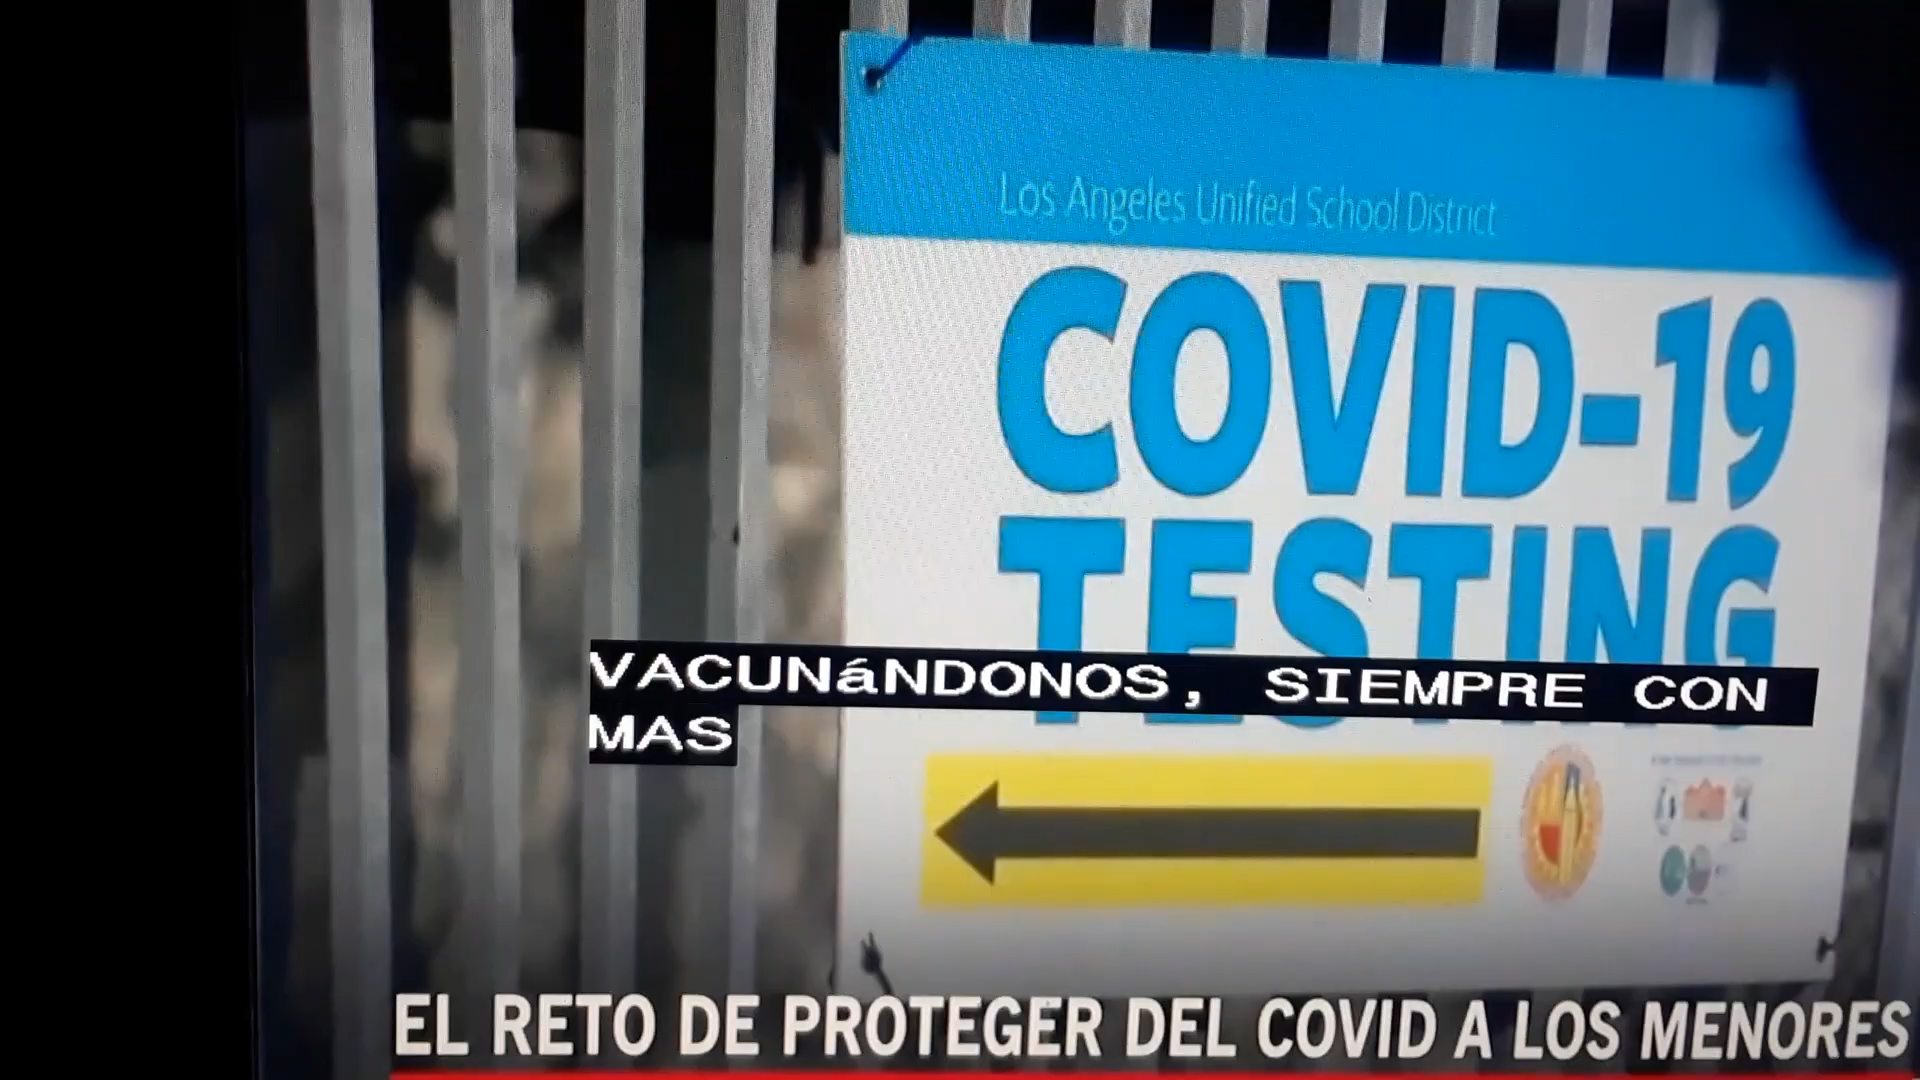 Los Angeles Unified School District
COVID-19
TESTING
VACUNáNDONOS, SIEMPRE CON
MAS
EL RETO DE PROTEGER DEL COVID A LOS MENORES